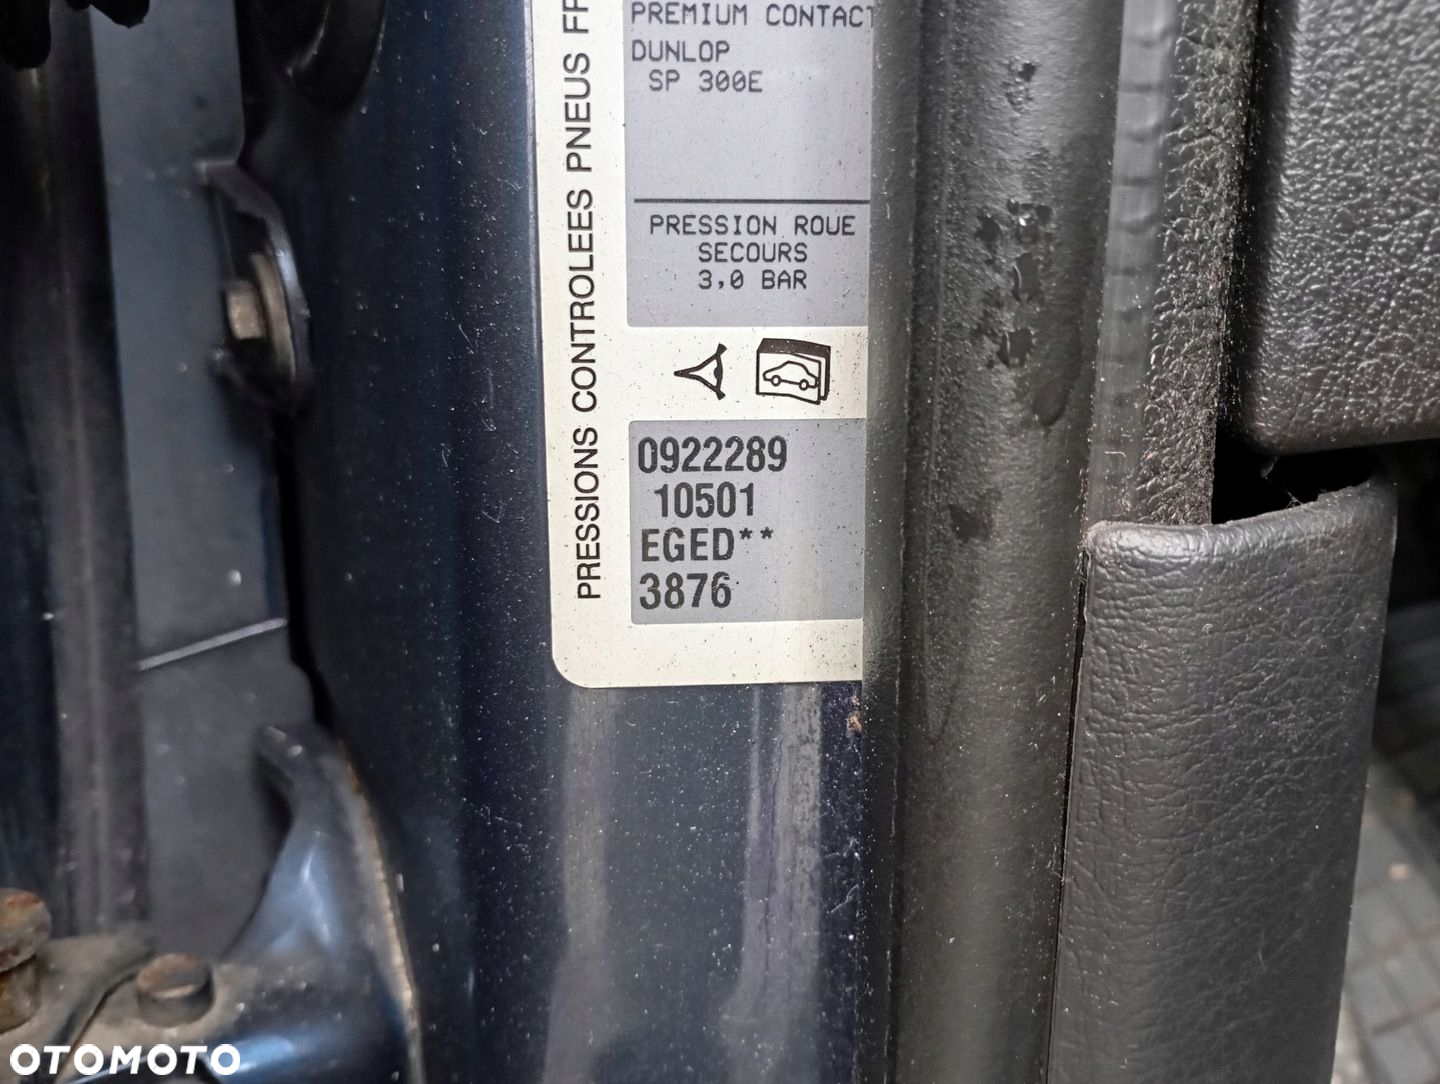 PREMIUM CONTACT
DUNLOP
SP 300E
PRESSION ROUE
SECOURS
3,0 BAR
PRESSIONS CONTROLEES PNEUS FR
0922289
10501
EGED**
3876
OTOMOTO